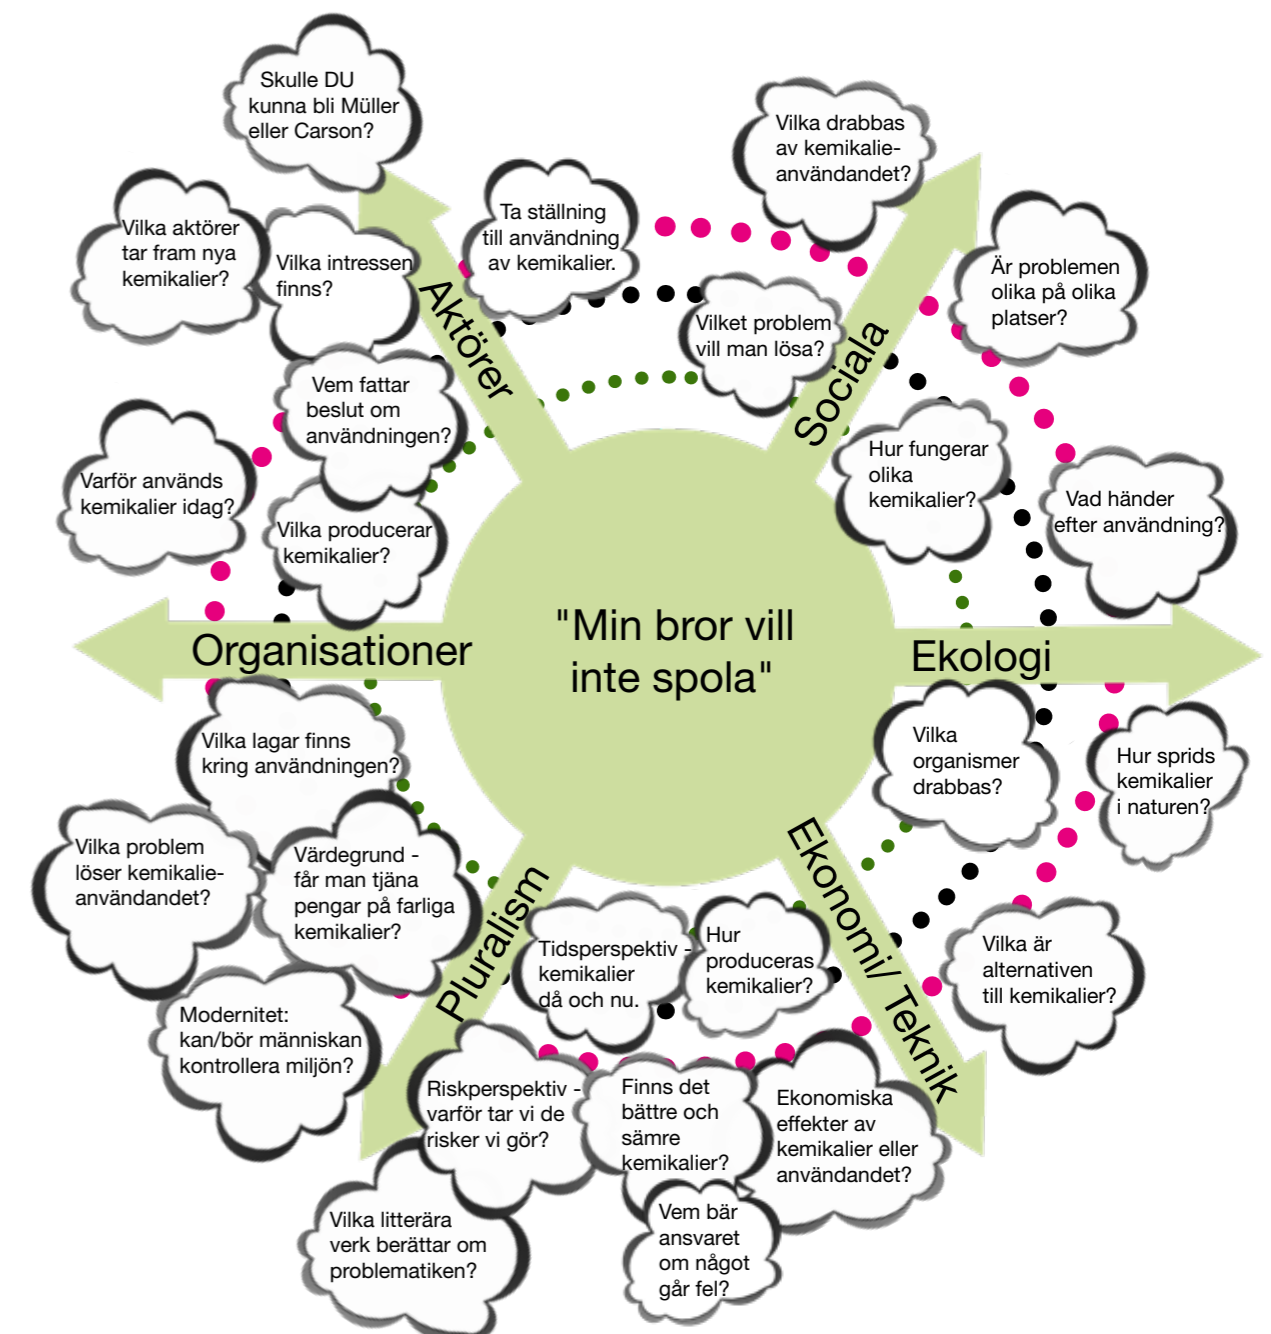 Skulle DU
kunna bli Müller
eller Carson?
Vilka drabbas
av kemikalie-
användandet?
Vilka aktörer
tar fram nya
kemikalier?
Vilka intressen
finns?
Ta ställning
till användning
av kemikalier.
Är problemen
olika på olika
platser?
Vilket problem
vill man lösa?
Aktörer
Sociala
Vem fattar
beslut om
användningen?
Hur fungerar
olika
kemikalier?
Varför används
kemikalier idag?
Vad händer
efter användning?
Vilka producerar
kemikalier?
"Min bror vill
inte spola"
Organisationer
Ekologi
Vilka lagar finns
kring användningen?
Vilka
organismer
drabbas?
Hur sprids
kemikalier
i naturen?
Vilka problem
löser kemikalie-
användandet?
Värdegrund -
får man tjäna
pengar på farliga
kemikalier?
Pluralism
Ekonomi/ Teknik
Tidsperspektiv -
kemikalier
då och nu.
Hur
produceras
kemikalier?
Vilka är
alternativen
till kemikalier?
Modernitet:
kan/bör människan
kontrollera miljön?
Riskperspektiv -
varför tar vi de
risker vi gör?
Finns det
bättre och
sämre
kemikalier?
Ekonomiska
effekter av
kemikalier eller
användandet?
Vilka litterära
verk berättar om
problematiken?
Vem bär
ansvaret
om något
går fel?